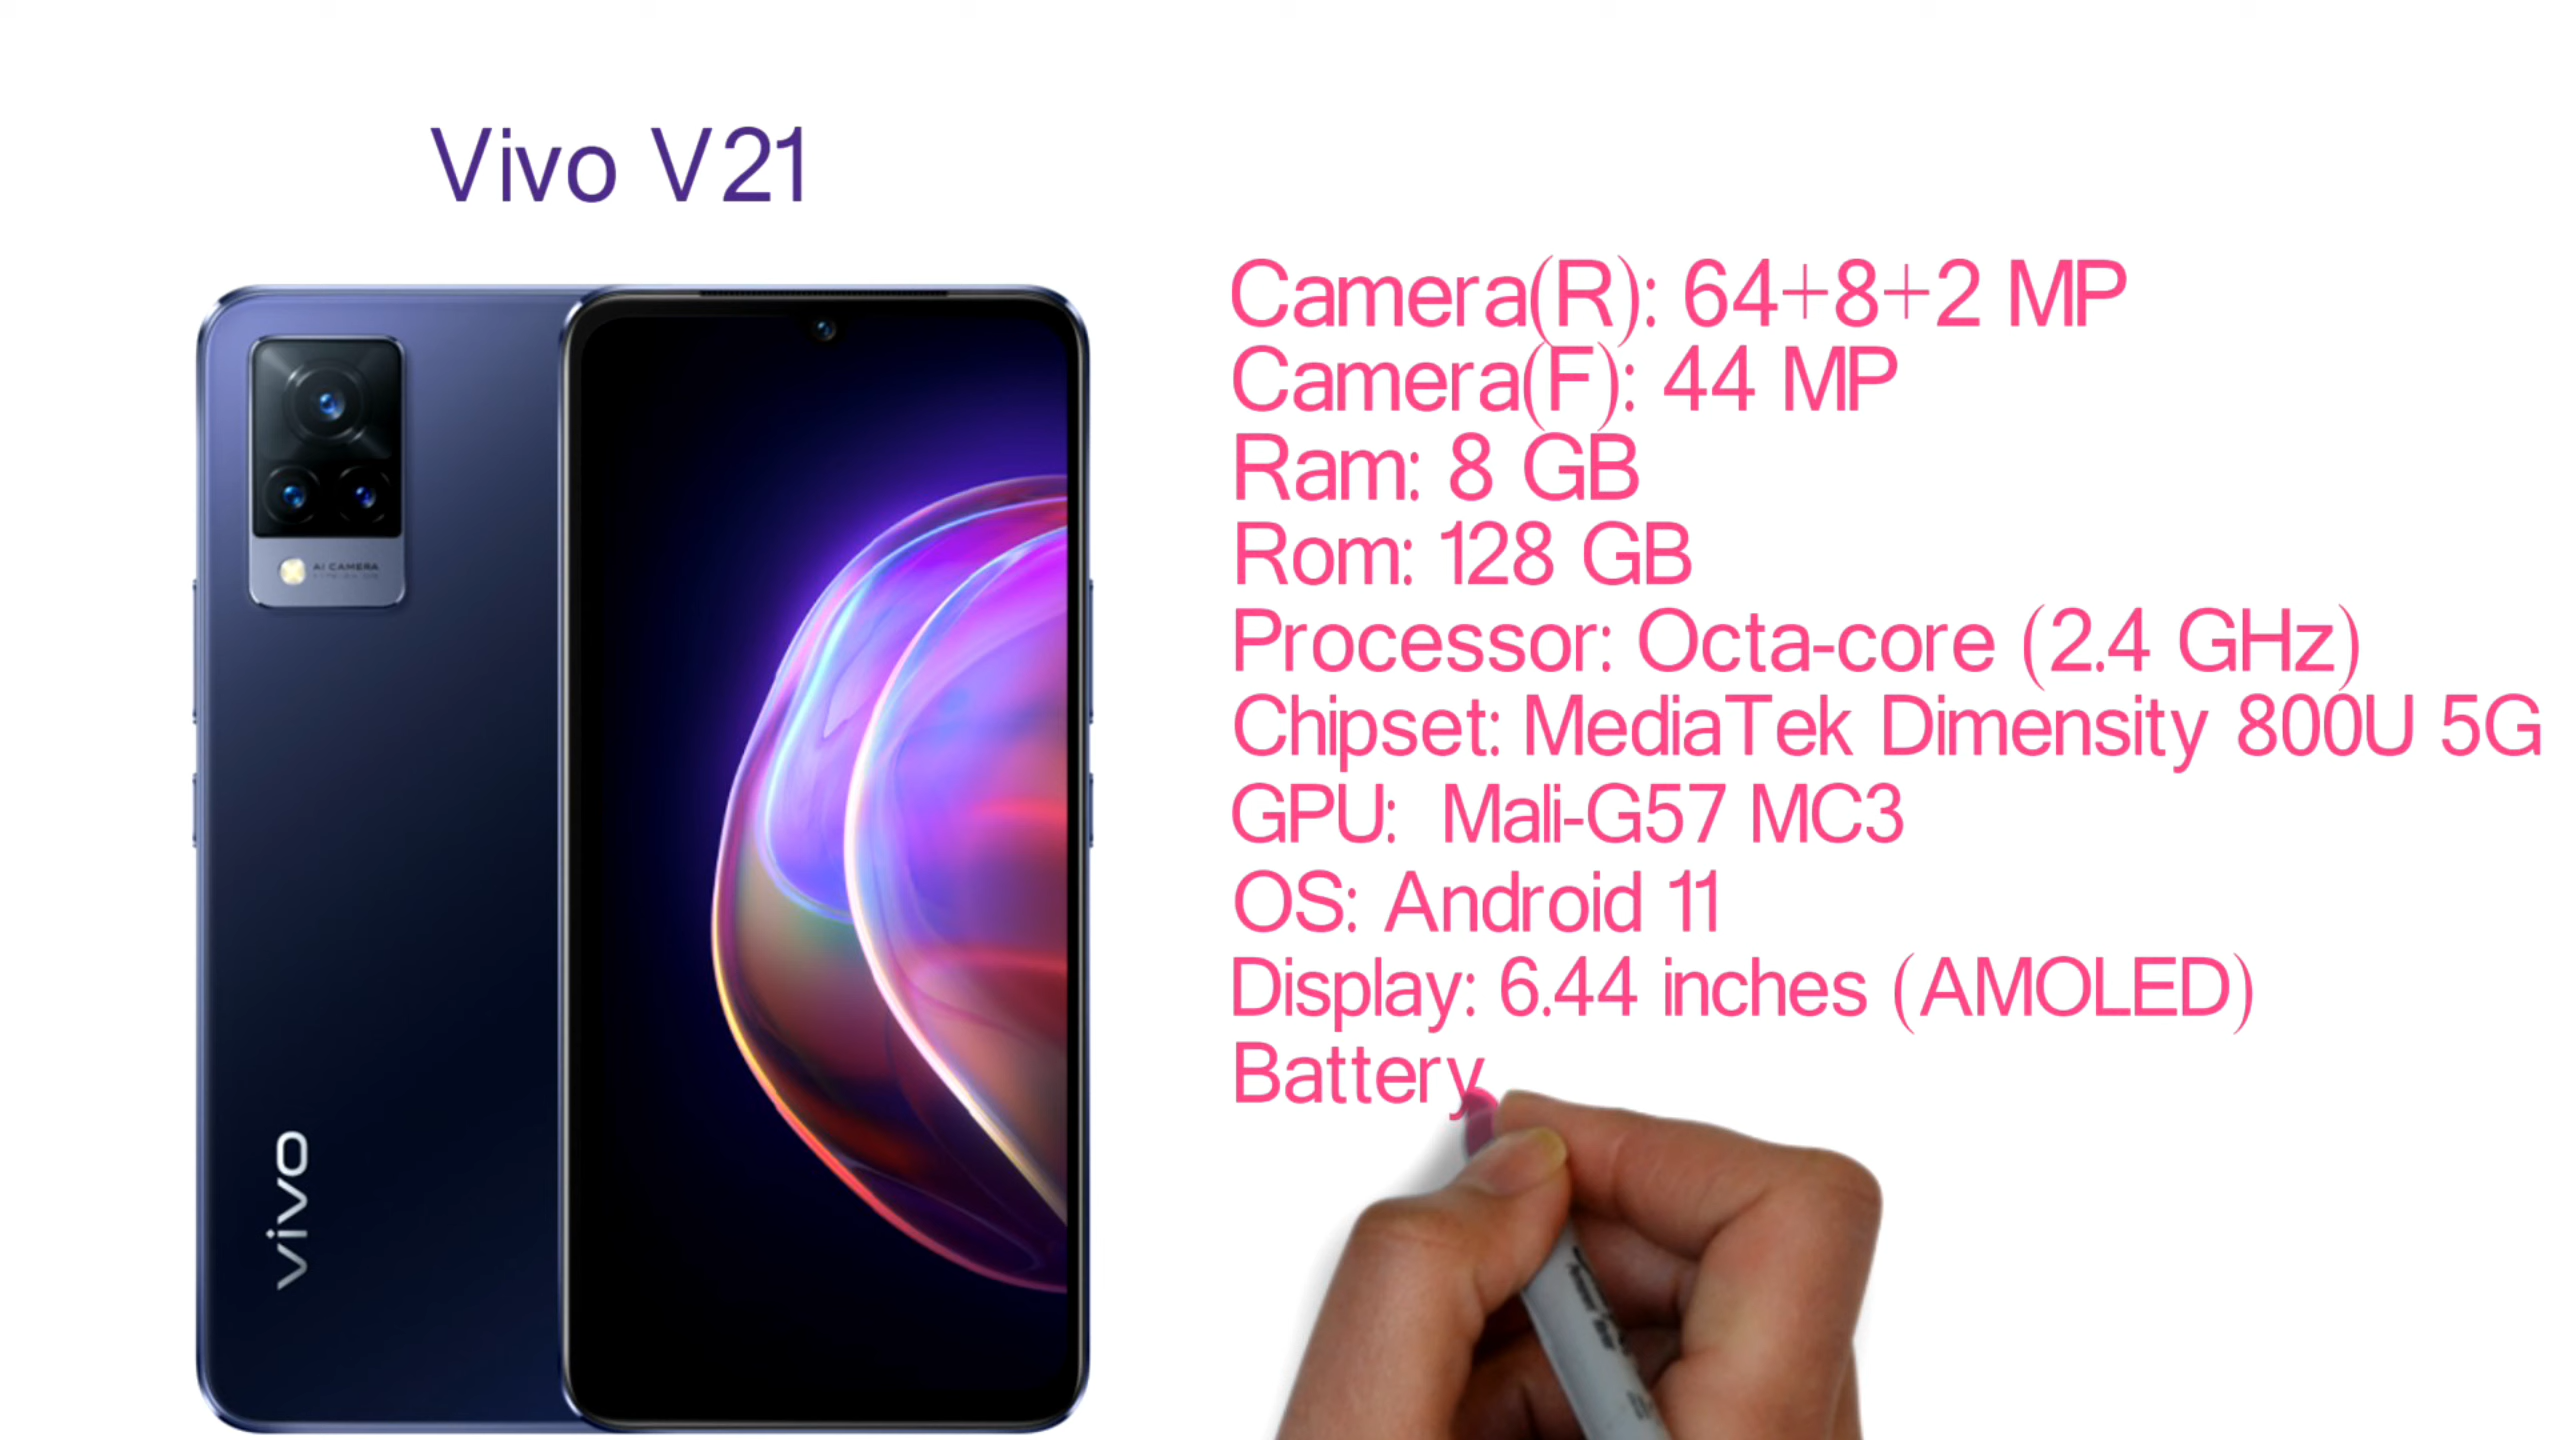 Vivo V21
Camera(R): 64+8+2 MP
Camera(F): 44 MP
Ram: 8 GB
Rom: 128 GB
Processor: Octa-core (2.4 GHz)
Chipset: MediaTek Dimensity 800U 5G
GPU: Mali-G57 MC3
OS: Android 11
Display: 6.44 inches (AMOLED)
Battery
AI CAMERA
vivo